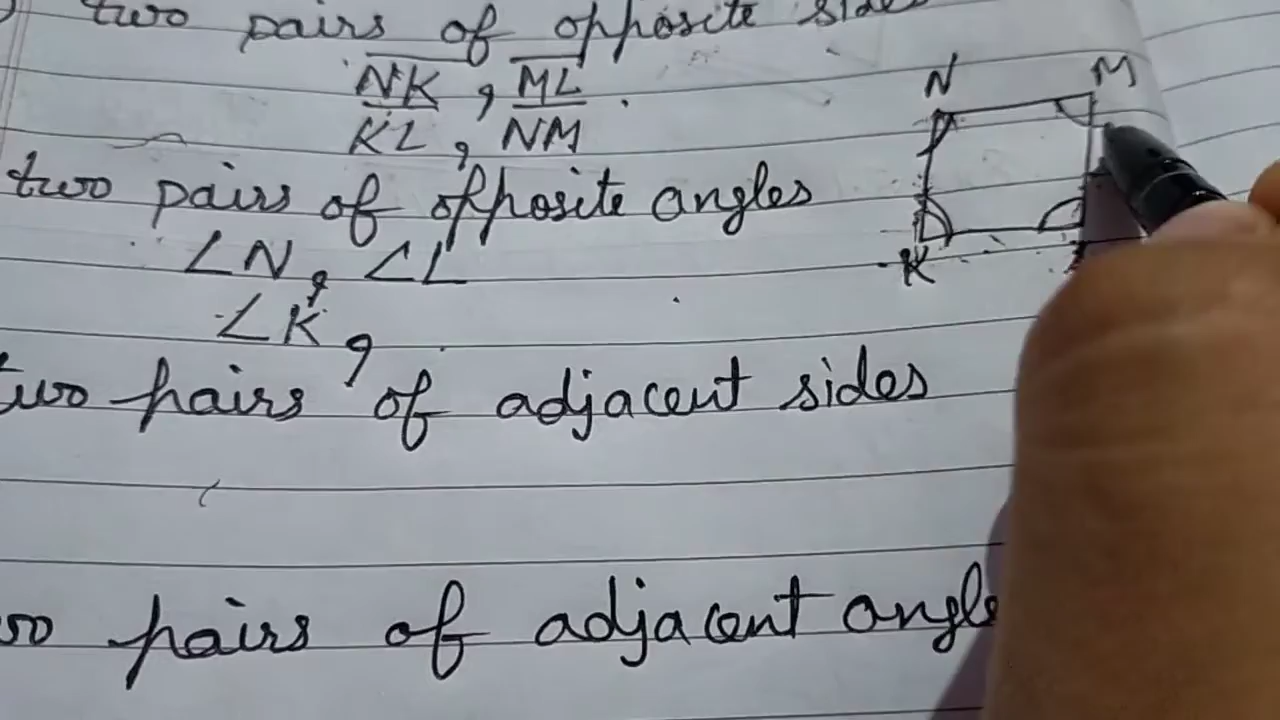 two pairs of opposite sides
NK, ML.
KL, NM
two pairs of opposite angles
∠N, ∠L
∠K,
two pairs of adjacent sides
pairs of adjacent angle
N M
K